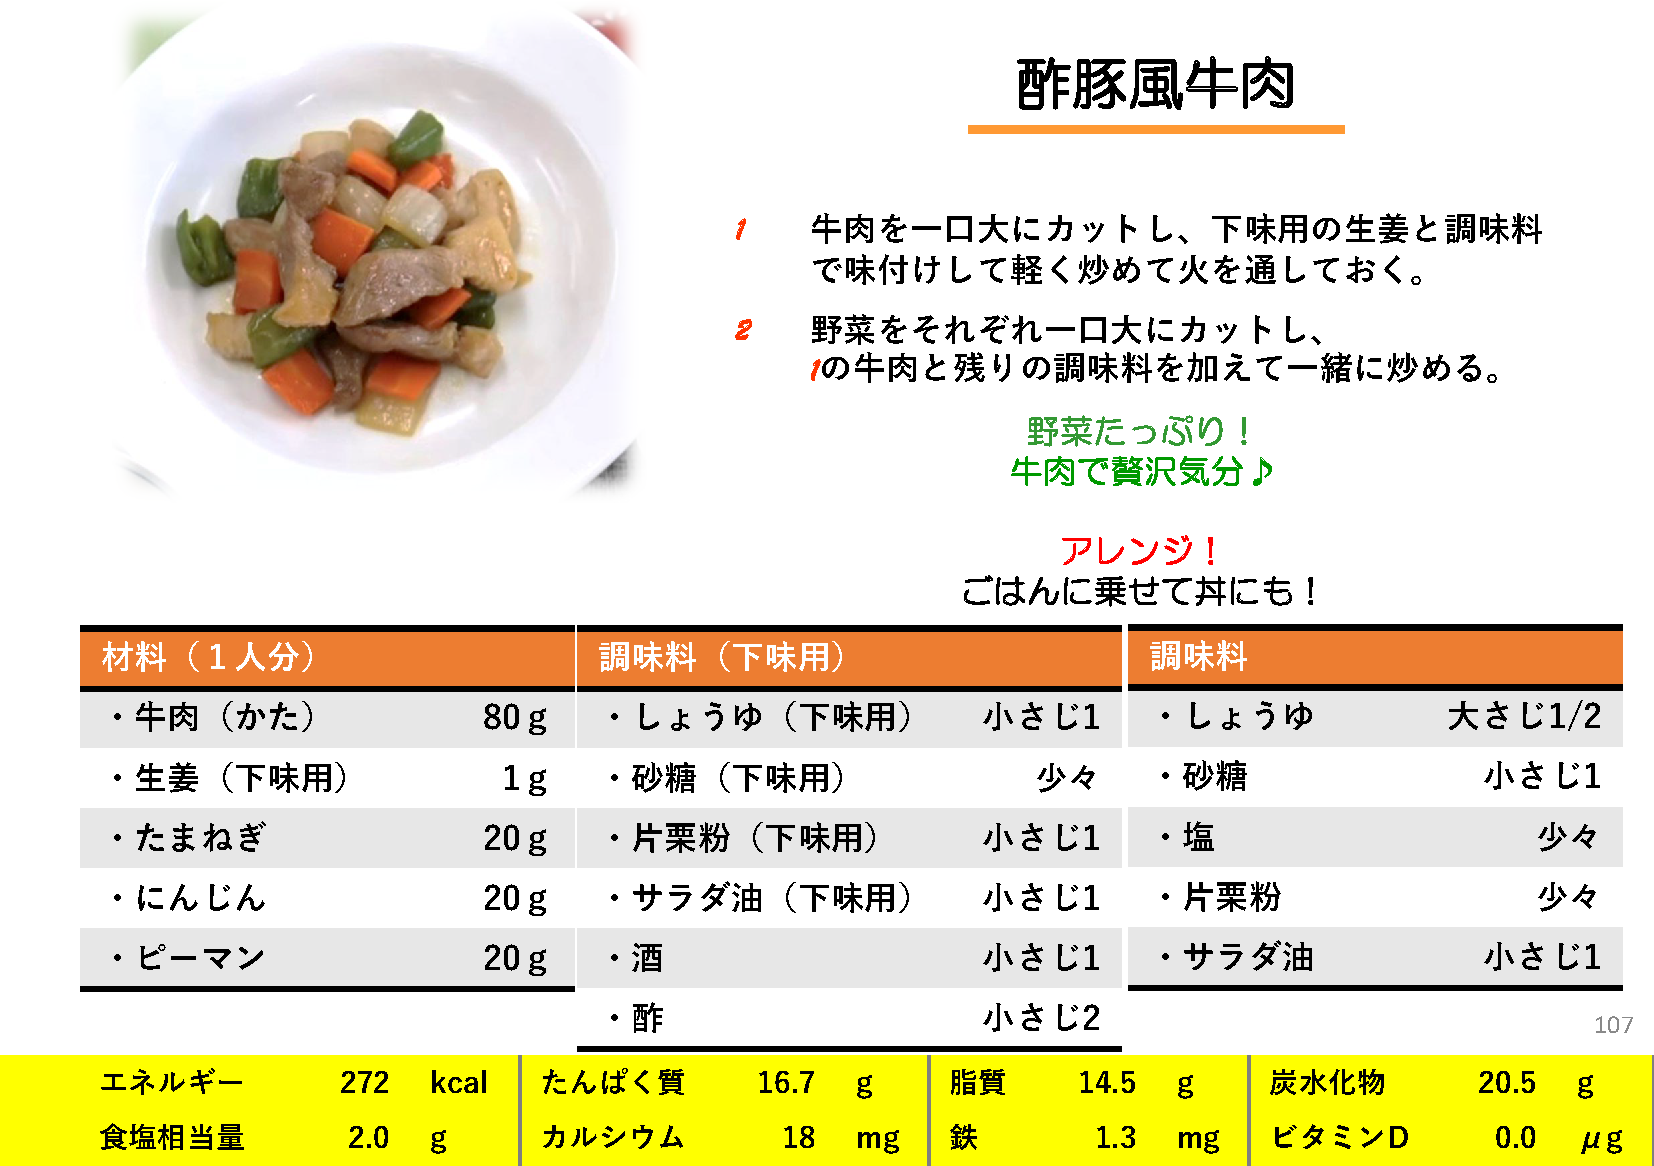 酢豚風牛肉
1 牛肉を一口大にカットし、下味用の生姜と調味料
で味付けして軽く炒めて火を通しておく。
2 野菜をそれぞれ一口大にカットし、
1の牛肉と残りの調味料を加えて一緒に炒める。
野菜たっぷり！
牛肉で贅沢気分♪
アレンジ！
ごはんに乗せて丼にも！
材料（１人分）
・牛肉（かた） 80ｇ
・生姜（下味用） 1ｇ
・たまねぎ 20ｇ
・にんじん 20ｇ
・ピーマン 20ｇ
調味料（下味用）
・しょうゆ（下味用） 小さじ1
・砂糖（下味用） 少々
・片栗粉（下味用） 小さじ1
・サラダ油（下味用） 小さじ1
・酒 小さじ1
・酢 小さじ2
調味料
・しょうゆ 大さじ1/2
・砂糖 小さじ1
・塩 少々
・片栗粉 少々
・サラダ油 小さじ1
107
エネルギー 272 kcal たんぱく質 16.7 g 脂質 14.5 g 炭水化物 20.5 g
食塩相当量 2.0 g カルシウム 18 mg 鉄 1.3 mg ビタミンD 0.0 μg